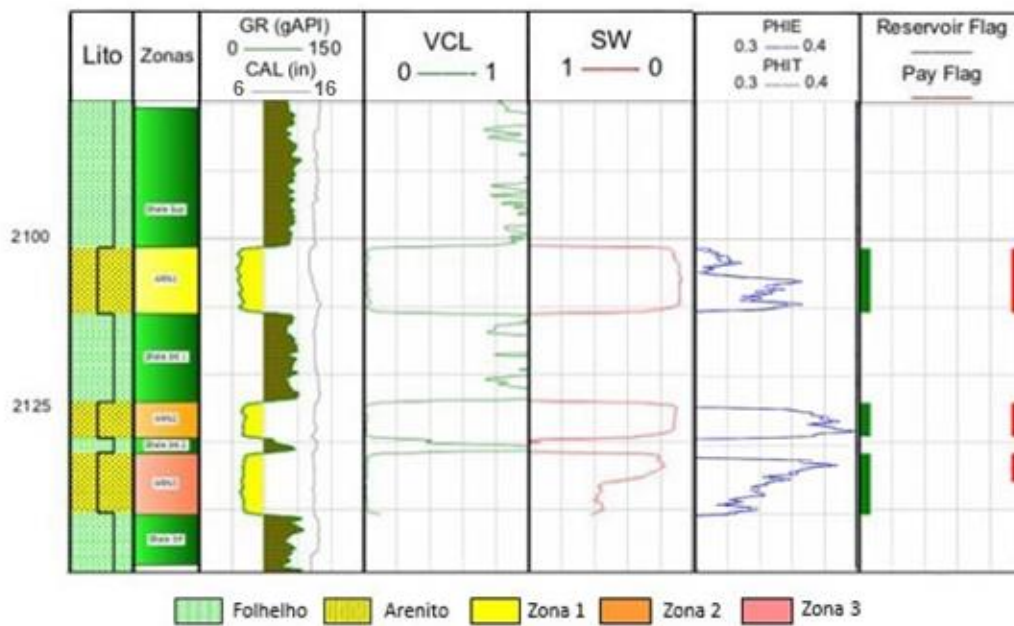 Lito
Zonas
GR (gAPI)
0 150
CAL (in)
6 16
VCL
0 1
SW
1 0
PHIE
0.3 0.4
PHIT
0.3 0.4
Reservoir Flag
Pay Flag
2100
2125
Folhelho
Arenito
Zona 1
Zona 2
Zona 3